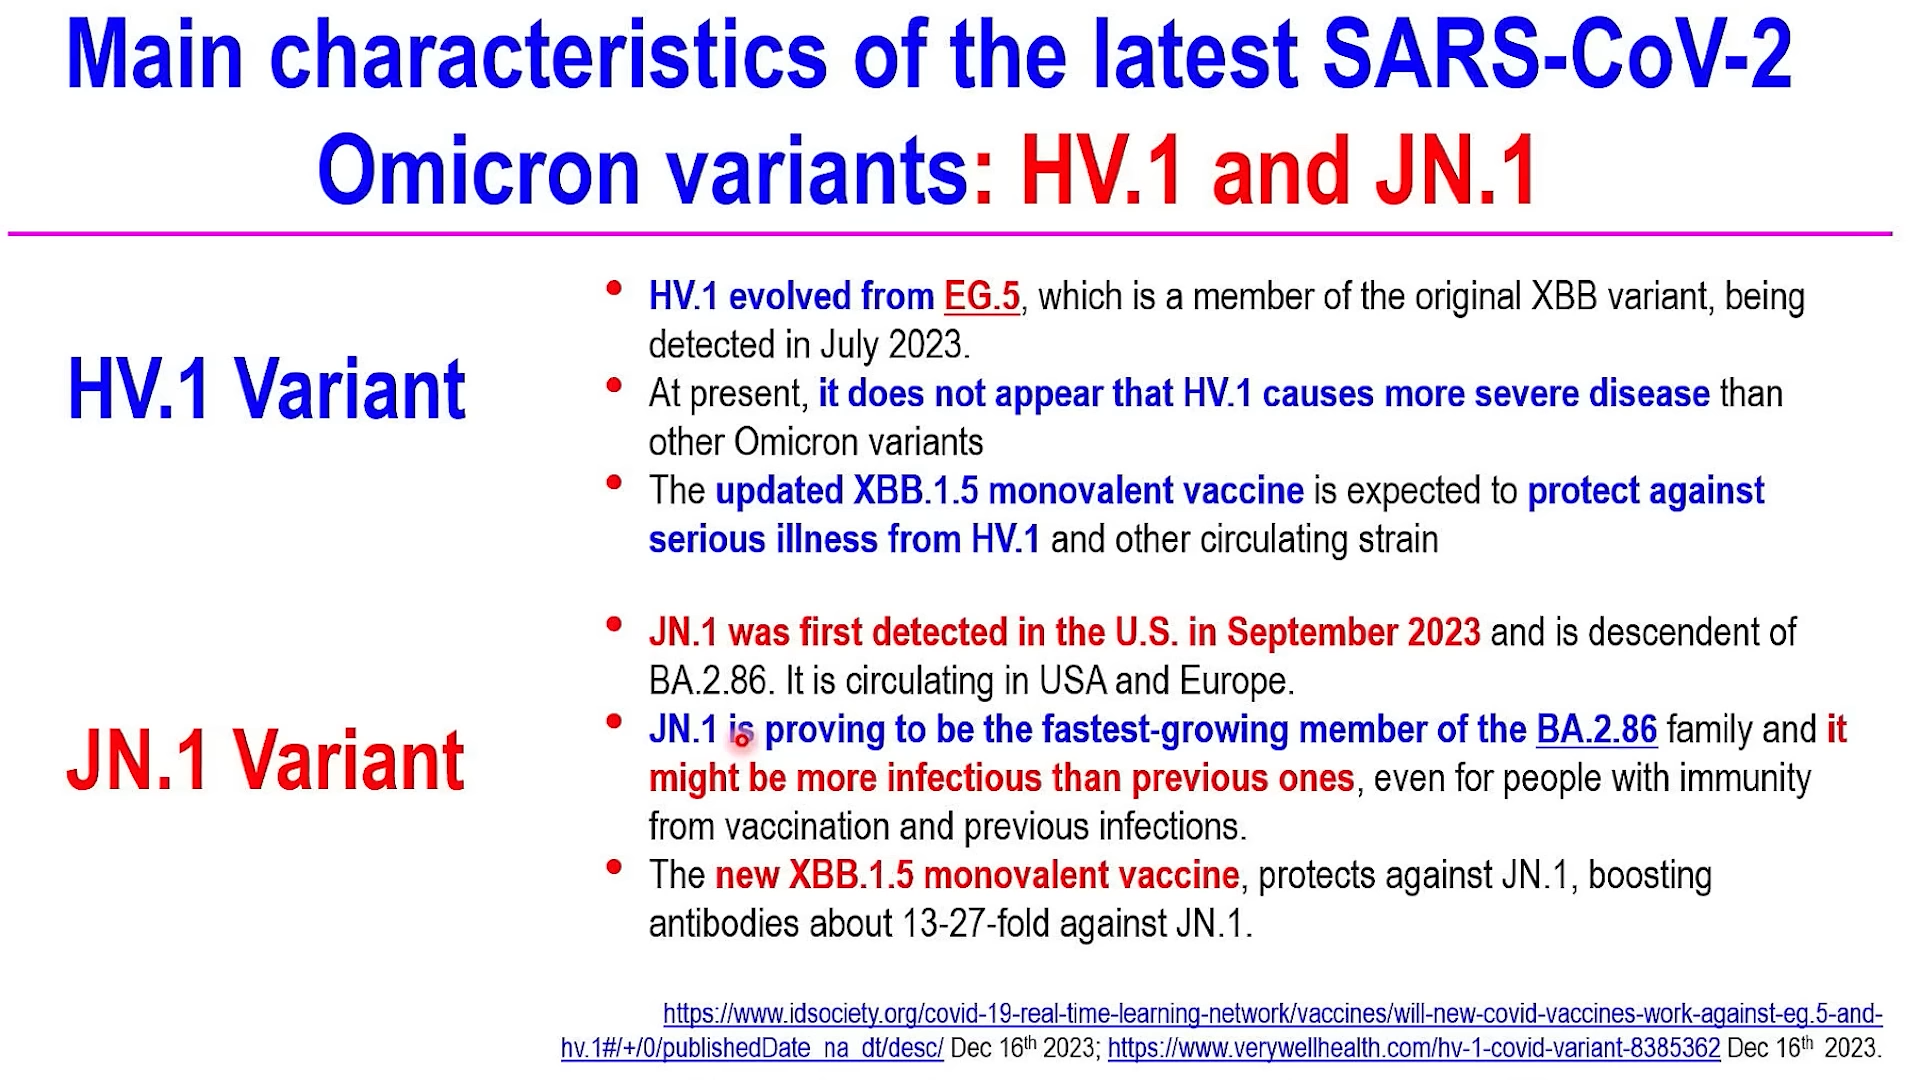 Main characteristics of the latest SARS-CoV-2
Omicron variants: HV.1 and JN.1
HV.1 Variant
• HV.1 evolved from EG.5, which is a member of the original XBB variant, being
detected in July 2023.
• At present, it does not appear that HV.1 causes more severe disease than
other Omicron variants
• The updated XBB.1.5 monovalent vaccine is expected to protect against
serious illness from HV.1 and other circulating strain
JN.1 Variant
• JN.1 was first detected in the U.S. in September 2023 and is descendent of
BA.2.86. It is circulating in USA and Europe.
• JN.1 is proving to be the fastest-growing member of the BA.2.86 family and it
might be more infectious than previous ones, even for people with immunity
from vaccination and previous infections.
• The new XBB.1.5 monovalent vaccine, protects against JN.1, boosting
antibodies about 13-27-fold against JN.1.
https://www.idsociety.org/covid-19-real-time-learning-network/vaccines/will-new-covid-vaccines-work-against-eg.5-and-
hv.1#/+/0/publishedDate_na_dt/desc/ Dec 16th 2023; https://www.verywellhealth.com/hv-1-covid-variant-8385362 Dec 16th 2023.